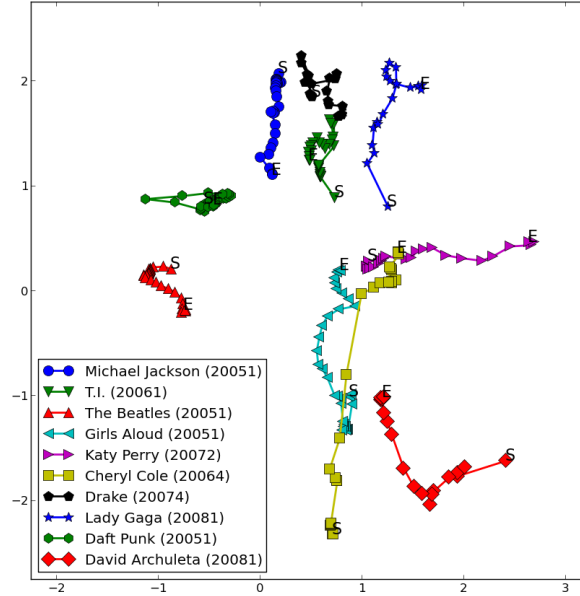 2
1
0
−1
−2
S
S
E
E
E
S
S
E
S
E
S
E
S
E
S
E
E
S
S
E
S
S
Michael Jackson (20051)
T.I. (20061)
The Beatles (20051)
Girls Aloud (20051)
Katy Perry (20072)
Cheryl Cole (20064)
Drake (20074)
Lady Gaga (20081)
Daft Punk (20051)
David Archuleta (20081)
−2 −1 0 1 2 3